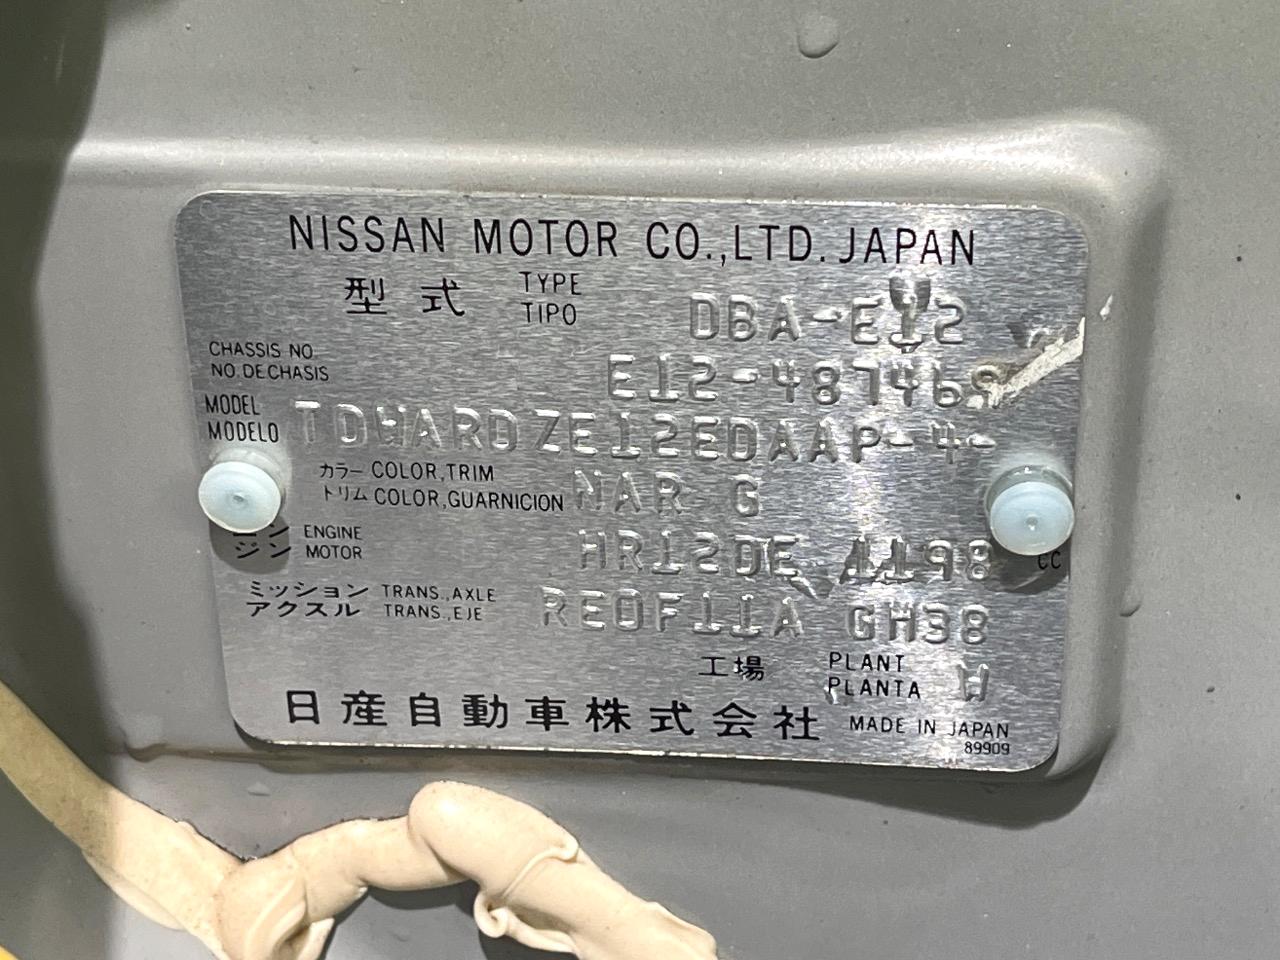 NISSAN MOTOR CO.,LTD. JAPAN
型式 TYPE TIPO DBA-E12
CHASSIS NO
NO.DECHASIS E12-487469
MODEL
MODELO TDWARDZE12EDAAP-4-
カラー COLOR,TRIM
トリム COLOR,GUARNICION NAR G
ENGINE
ジン MOTOR HR12DE 1198 CC
ミッション TRANS.,AXLE
アクスル TRANS.,EJE RE0F11A GH38
工場 PLANT
PLANTA W
日産自動車株式会社 MADE IN JAPAN
89909